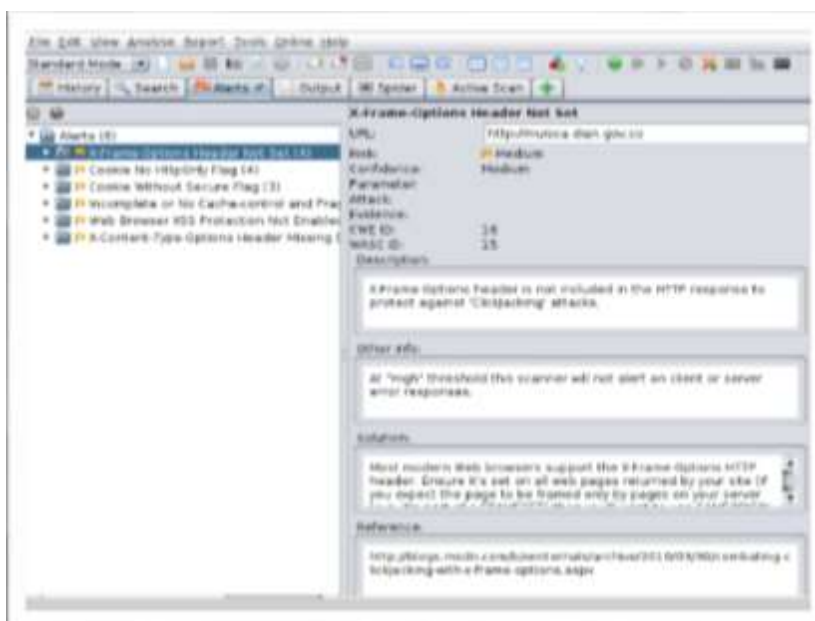 File Edit View Analyse Report Tools Online Help
Standard Mode
History Search Alerts Output Spider Active Scan
X-Frame-Options Header Not Set
Alerts (6)
X-Frame-Options Header Not Set
Cookie No HttpOnly Flag (4)
Cookie Without Secure Flag (3)
Incomplete or No Cache-control and
Web Browser XSS Protection Not Enabled
X-Content-Type-Options Header Missing
URL:
Risk: Medium
Confidence: Medium
Parameter:
Attack:
Evidence:
CWE ID: 16
WASC ID: 15
Description:
X-Frame-Options header is not included in the HTTP response to
protect against 'ClickJacking' attacks.
Other Info:
At "High" threshold this scanner will not alert on client or server
error responses.
Solution:
Most modern Web browsers support the X-Frame-Options HTTP
header. Ensure it's set on all web pages returned by your site (if
you expect the page to be framed only by pages on your server
Reference:
clickjacking-with-x-frame-options.aspx